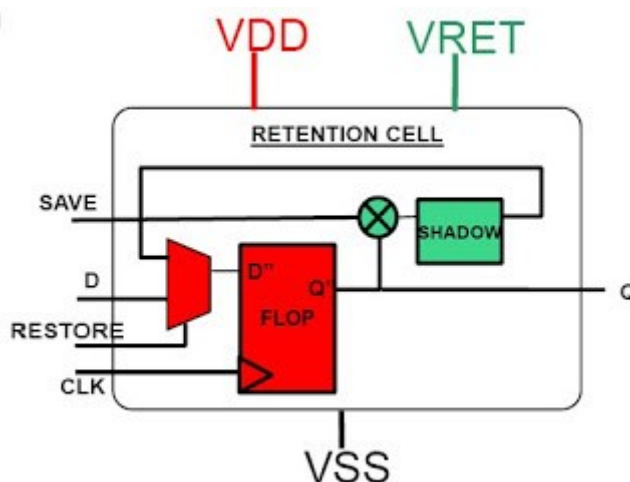 VDD
VRET
RETENTION CELL
SAVE
SHADOW
D
D"
Q'
Q
FLOP
RESTORE
CLK
VSS